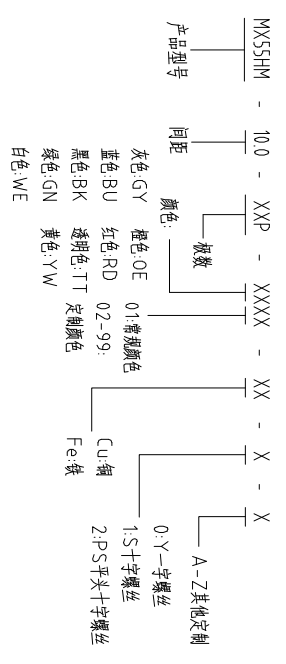 MX55HM - 10.0 - XXP - XXXX - XX - X - X
产品型号
间距
极数
颜色:
灰色:GY 橙色:OE
蓝色:BU 红色:RD
黑色:BK 透明色:TT
绿色:GN 黄色:YW
白色:WE
01:常规颜色
02-99:
定制颜色
Cu:铜
Fe:铁
0:Y一字螺丝
1:S十字螺丝
2:PS平头十字螺丝
A-Z其他定制